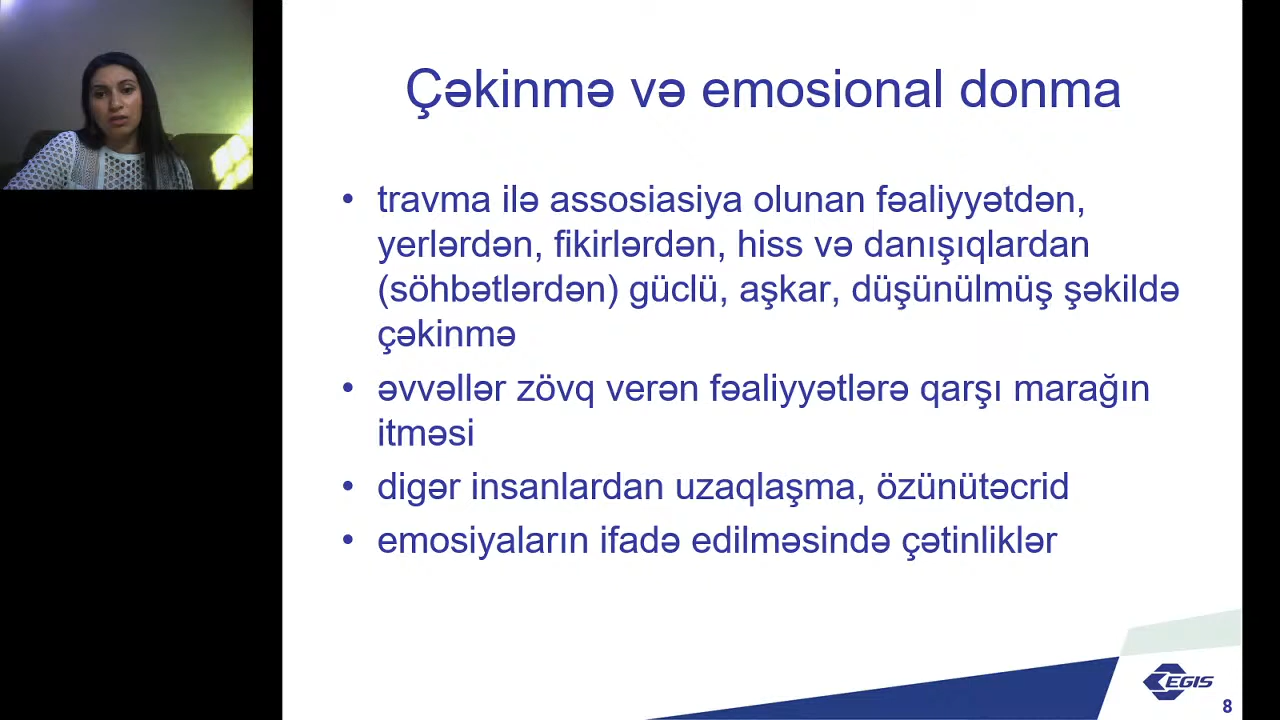 Çəkinmə və emosional donma
• travma ilə assosiasiya olunan fəaliyyətdən,
yerlərdən, fikirlərdən, hiss və danışıqlardan
(söhbətlərdən) güclü, aşkar, düşünülmüş şəkildə
çəkinmə
• əvvəllər zövq verən fəaliyyətlərə qarşı marağın
itməsi
• digər insanlardan uzaqlaşma, özünütəcrid
• emosiyaların ifadə edilməsində çətinliklər
EGIS
8